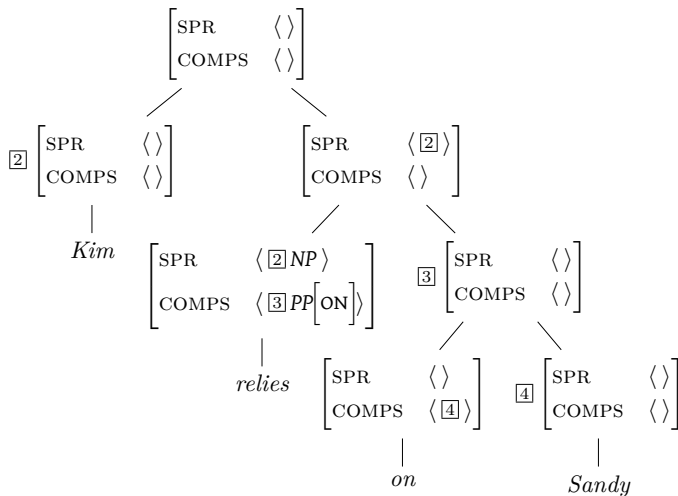 SPR ⟨ ⟩
COMPS ⟨ ⟩
2 SPR ⟨ ⟩
COMPS ⟨ ⟩
SPR ⟨ 2 ⟩
COMPS ⟨ ⟩
Kim
SPR ⟨ 2 NP ⟩
COMPS ⟨ 3 PP[ON] ⟩
3 SPR ⟨ ⟩
COMPS ⟨ ⟩
relies
SPR ⟨ ⟩
COMPS ⟨ 4 ⟩
4 SPR ⟨ ⟩
COMPS ⟨ ⟩
on
Sandy